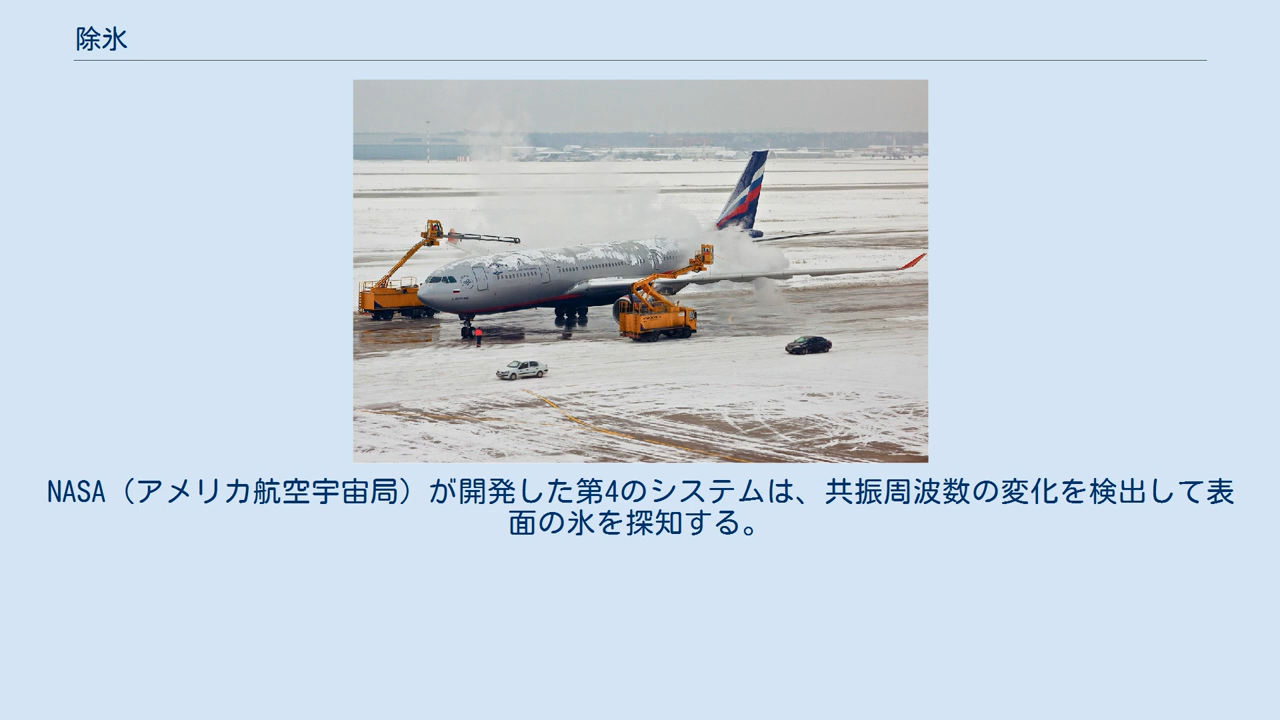 除氷
NASA（アメリカ航空宇宙局）が開発した第4のシステムは、共振周波数の変化を検出して表
面の氷を探知する。